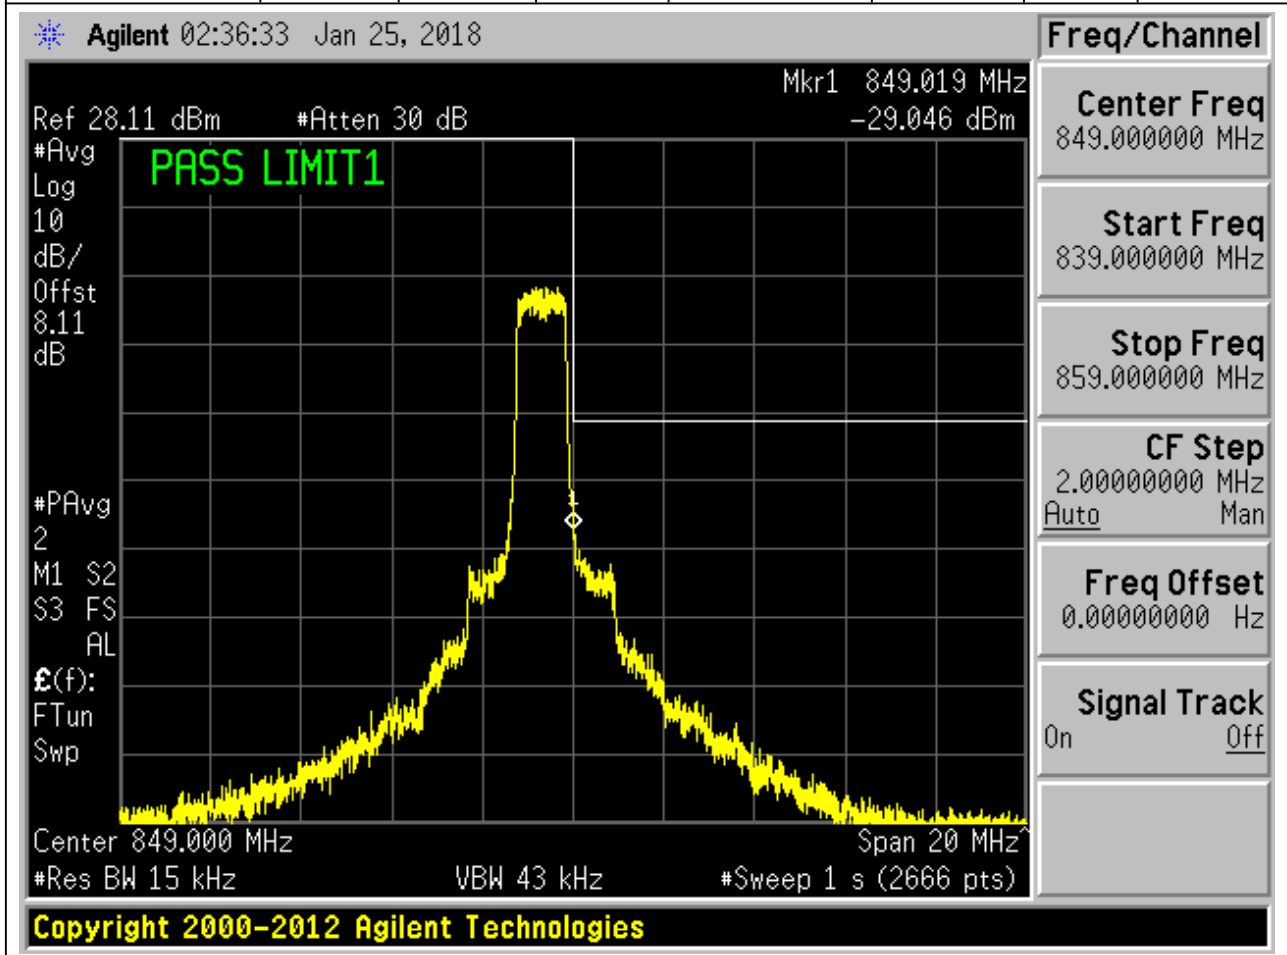 Agilent 02:36:33 Jan 25, 2018
Freq/Channel
Mkr1 849.019 MHz
Ref 28.11 dBm #Atten 30 dB -29.046 dBm
#Avg
Log
10
dB/
Offst
8.11
dB
PASS LIMIT1
#PAvg
2
M1 S2
S3 FS
AL
£(f):
FTun
Swp
1
Center 849.000 MHz Span 20 MHz^
#Res BW 15 kHz VBW 43 kHz #Sweep 1 s (2666 pts)
Center Freq
849.000000 MHz
Start Freq
839.000000 MHz
Stop Freq
859.000000 MHz
CF Step
2.00000000 MHz
Auto Man
Freq Offset
0.00000000 Hz
Signal Track
On Off
Copyright 2000-2012 Agilent Technologies